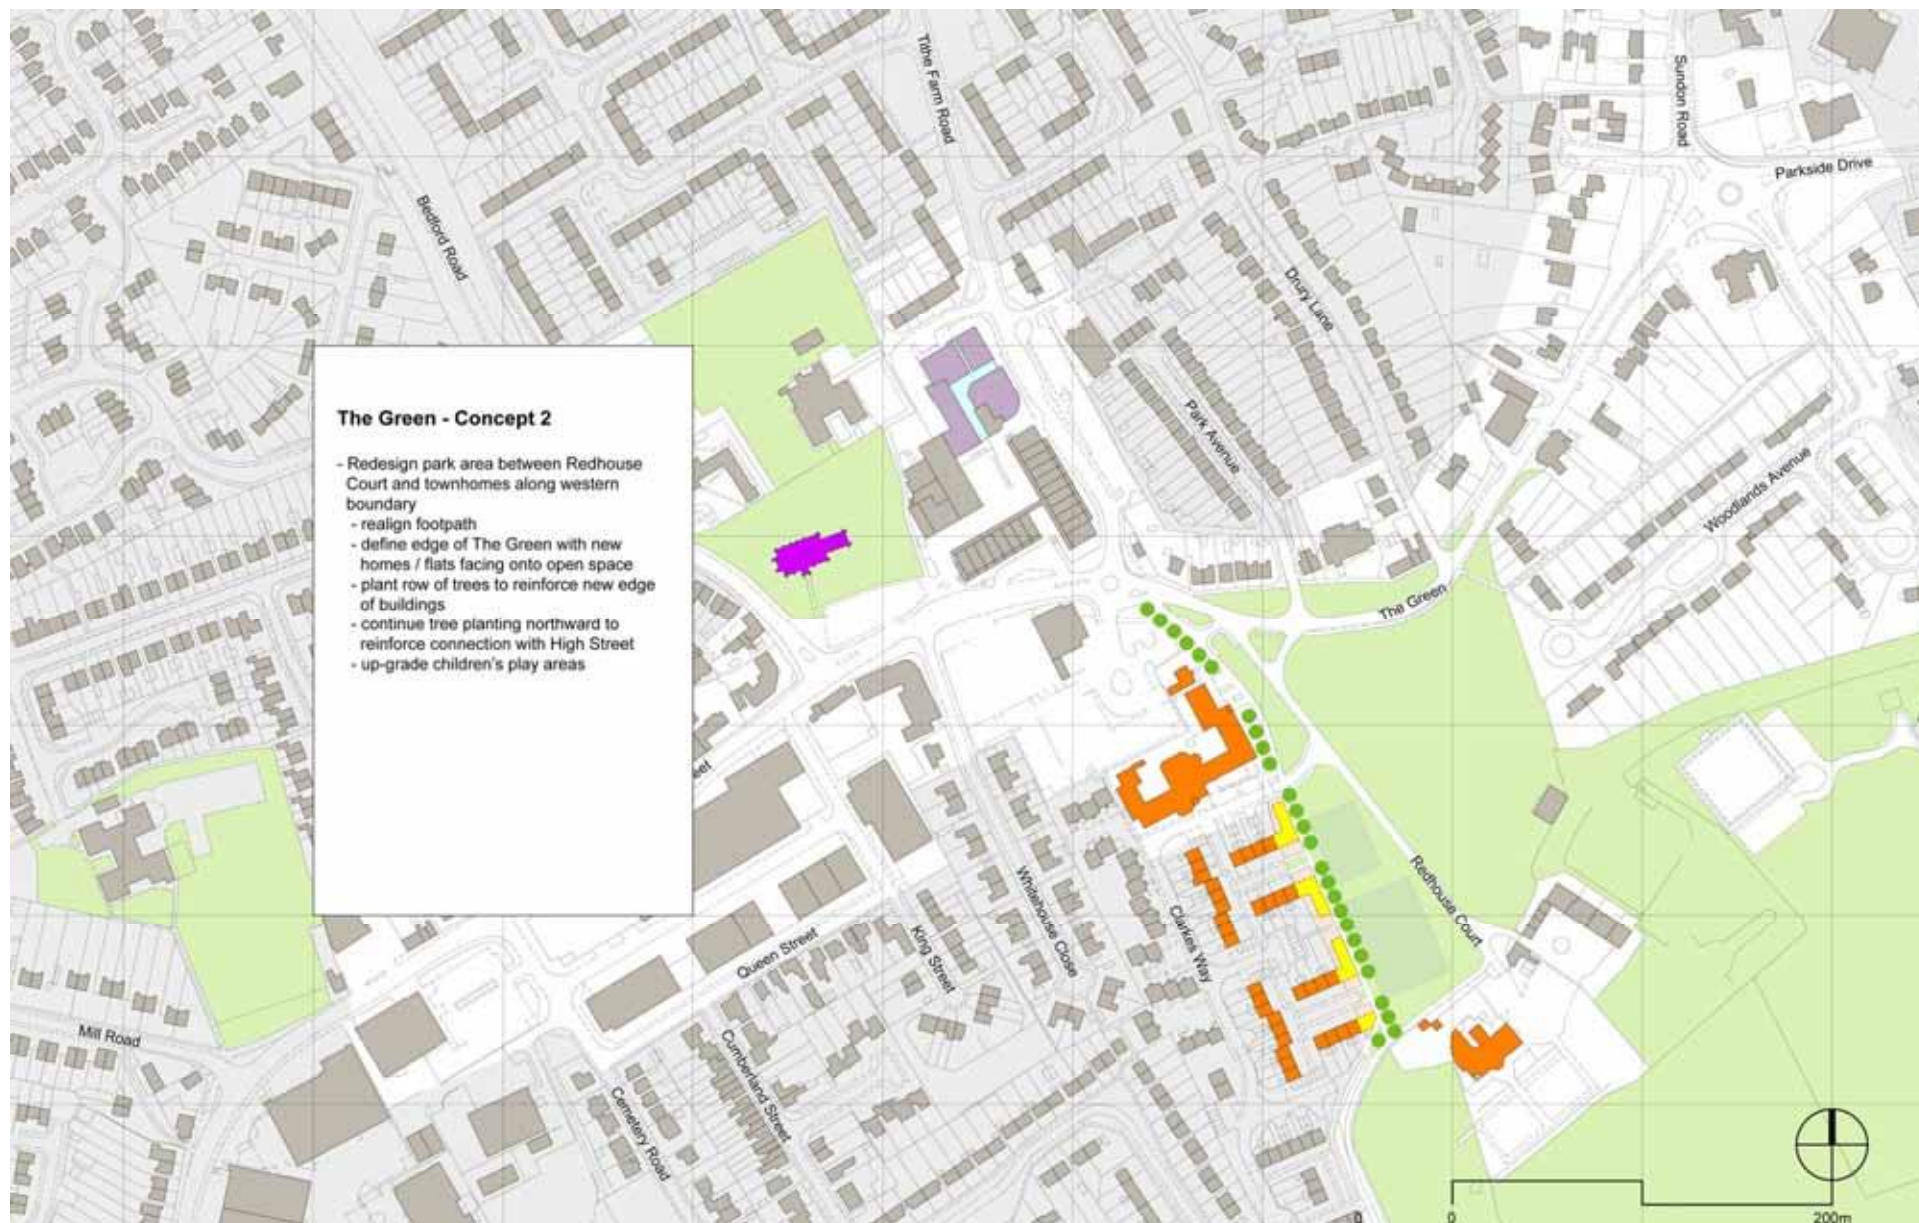 Tithe Farm Road
Sundon Road
Parkside Drive
Bedford Road
Drury Lane
The Green - Concept 2
- Redesign park area between Redhouse
Court and townhomes along western
boundary
- realign footpath
- define edge of The Green with new
homes / flats facing onto open space
- plant row of trees to reinforce new edge
of buildings
- continue tree planting northward to
reinforce connection with High Street
- up-grade children's play areas
Park Avenue
Woodlands Avenue
The Green
eet
Redhouse Court
Whitehouse Close
Clarkes Way
King Street
Queen Street
Mill Road
Cumberland Street
Cemetery Road
0
0
200m